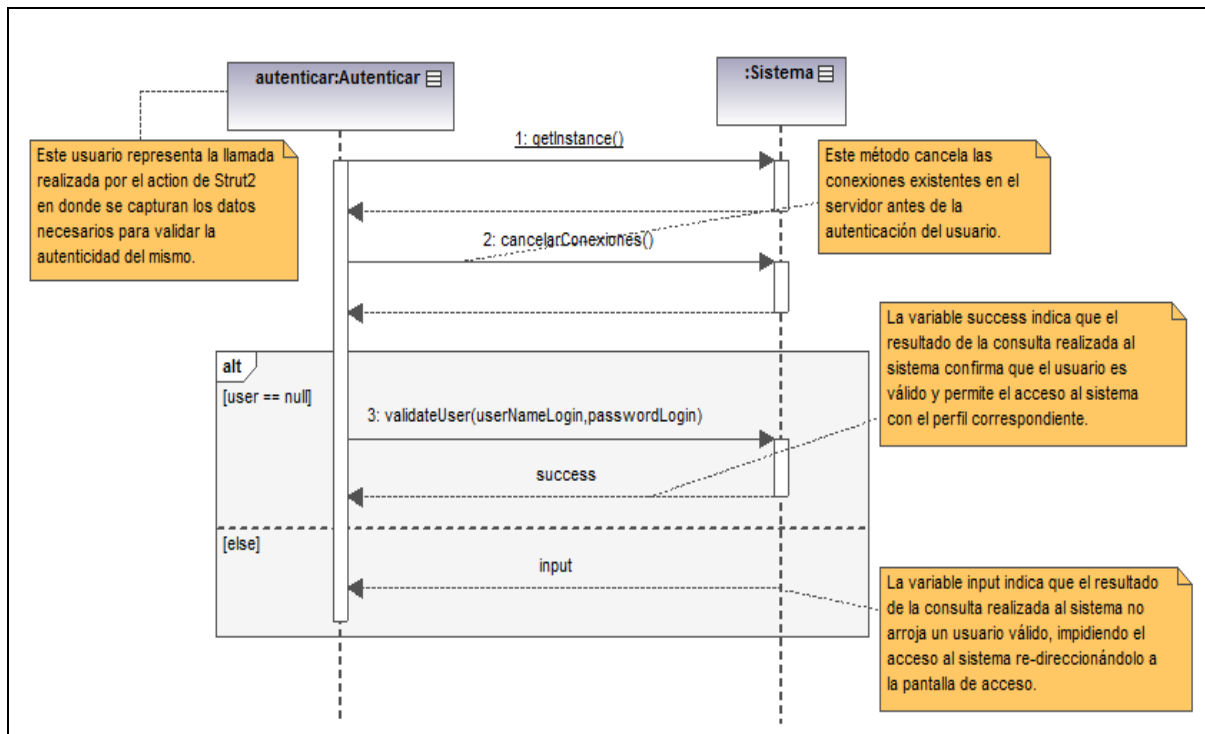 autenticar:Autenticar
:Sistema
Este usuario representa la llamada
realizada por el action de Strut2
en donde se capturan los datos
necesarios para validar la
autenticidad del mismo.
1: getInstance()
Este método cancela las
conexiones existentes en el
servidor antes de la
autenticación del usuario.
2: cancelarConexiones()
La variable success indica que el
resultado de la consulta realizada al
sistema confirma que el usuario es
válido y permite el acceso al sistema
con el perfil correspondiente.
alt
[user == null]
3: validateUser(userNameLogin,passwordLogin)
success
[else]
input
La variable input indica que el resultado
de la consulta realizada al sistema no
arroja un usuario válido, impidiendo el
acceso al sistema re-direccionándolo a
la pantalla de acceso.